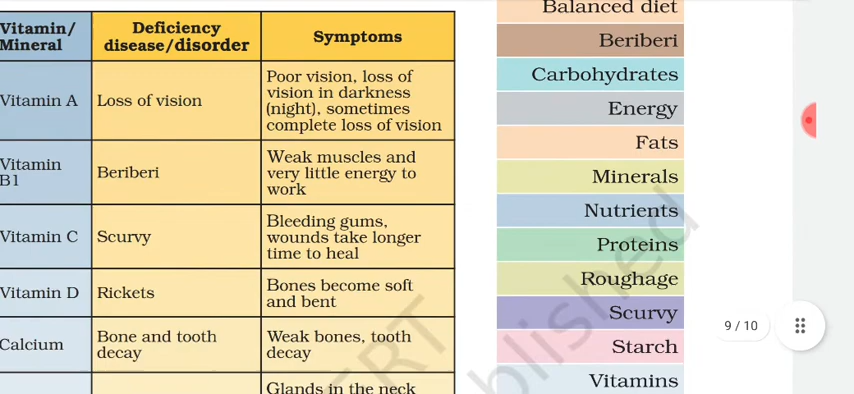 Vitamin/
Mineral
Deficiency
disease/disorder
Symptoms
Vitamin A
Loss of vision
Poor vision, loss of
vision in darkness
(night), sometimes
complete loss of vision
Vitamin
B1
Beriberi
Weak muscles and
very little energy to
work
Vitamin C
Scurvy
Bleeding gums,
wounds take longer
time to heal
Vitamin D
Rickets
Bones become soft
and bent
Calcium
Bone and tooth
decay
Weak bones, tooth
decay
Glands in the neck
Balanced diet
Beriberi
Carbohydrates
Energy
Fats
Minerals
Nutrients
Proteins
Roughage
Scurvy
Starch
Vitamins
9 / 10